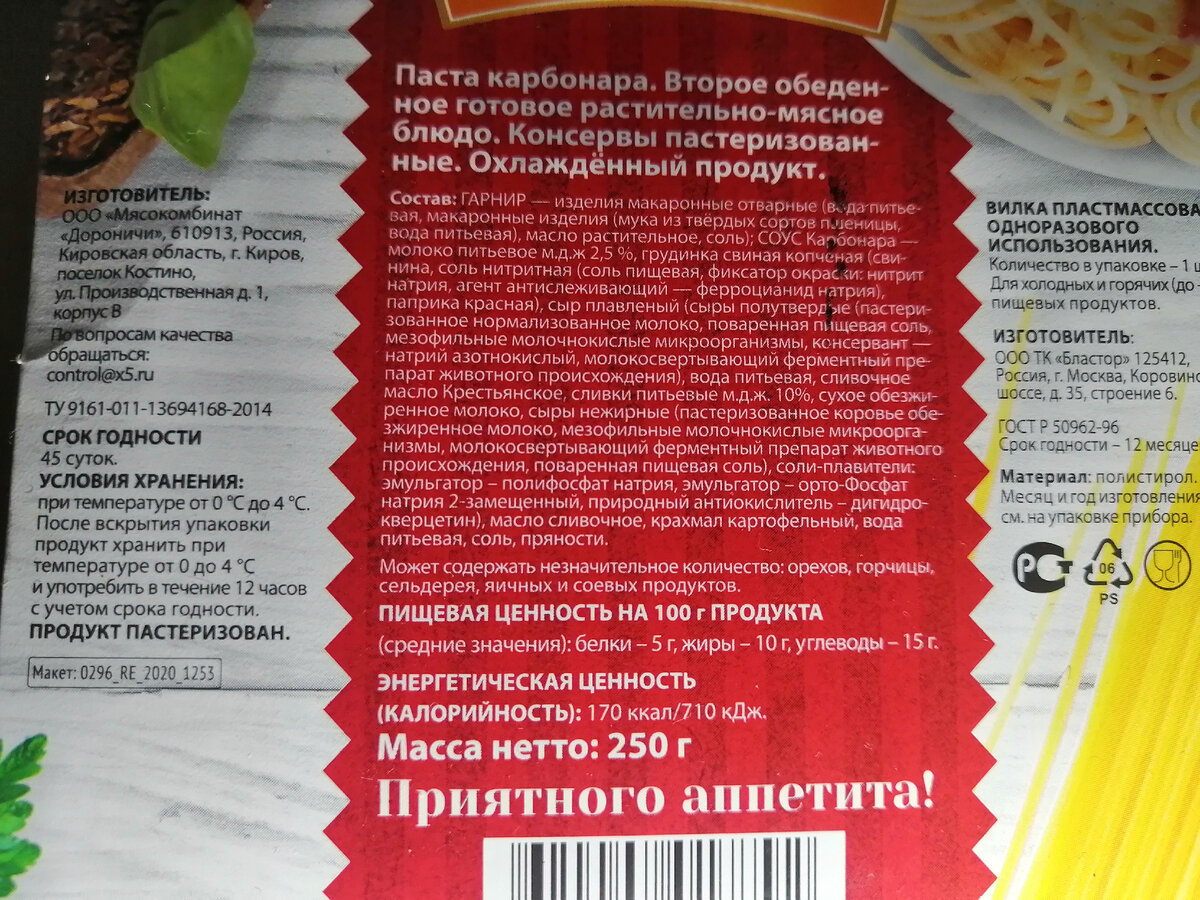 Паста карбонара. Второе обеден-
ное готовое растительно-мясное
блюдо. Консервы пастеризован-
ные. Охлаждённый продукт.
Состав: ГАРНИР — изделия макаронные отварные (вода питье-
вая, макаронные изделия (мука из твёрдых сортов пшеницы,
вода питьевая), масло растительное, соль); СОУС Карбонара —
молоко питьевое м.д.ж 2,5 %, грудинка свиная копченая (сви-
нина, соль нитритная (соль пищевая, фиксатор окраски: нитрит
натрия, агент антислеживающий — ферроцианид натрия),
паприка красная), сыр плавленый (сыры полутвердые (пастери-
зованное нормализованное молоко, поваренная пищевая соль,
мезофильные молочнокислые микроорганизмы, консервант —
натрий азотнокислый, молокосвертывающий ферментный пре-
парат животного происхождения), вода питьевая, сливочное
масло Крестьянское, сливки питьевые м.д.ж. 10%, сухое обезжи-
ренное молоко, сыры нежирные (пастеризованное коровье обе-
зжиренное молоко, мезофильные молочнокислые микроорга-
низмы, молокосвертывающий ферментный препарат животного
происхождения, поваренная пищевая соль), соли-плавители:
эмульгатор – полифосфат натрия, эмульгатор – орто-Фосфат
натрия 2-замещенный, природный антиокислитель – дигидро-
кверцетин), масло сливочное, крахмал картофельный, вода
питьевая, соль, пряности.
Может содержать незначительное количество: орехов, горчицы,
сельдерея, яичных и соевых продуктов.
ПИЩЕВАЯ ЦЕННОСТЬ НА 100 г ПРОДУКТА
(средние значения): белки – 5 г, жиры – 10 г, углеводы – 15 г.
ЭНЕРГЕТИЧЕСКАЯ ЦЕННОСТЬ
(КАЛОРИЙНОСТЬ): 170 ккал/710 кДж.
Масса нетто: 250 г
Приятного аппетита!
ИЗГОТОВИТЕЛЬ:
ООО «Мясокомбинат
«Дороничи», 610913, Россия,
Кировская область, г. Киров,
поселок Костино,
ул. Производственная д. 1,
корпус В
По вопросам качества
обращаться:
control@x5.ru
ТУ 9161-011-13694168-2014
СРОК ГОДНОСТИ
45 суток.
УСЛОВИЯ ХРАНЕНИЯ:
при температуре от 0 °С до 4 °С.
После вскрытия упаковки
продукт хранить при
температуре от 0 до 4 °С
и употребить в течение 12 часов
с учетом срока годности.
ПРОДУКТ ПАСТЕРИЗОВАН.
Макет: 0296_RE_2020_1253
ВИЛКА ПЛАСТМАССОВА
ОДНОРАЗОВОГО
ИСПОЛЬЗОВАНИЯ.
Количество в упаковке – 1 ш
Для холодных и горячих (до
пищевых продуктов.
ИЗГОТОВИТЕЛЬ:
ООО ТК «Бластор» 125412,
Россия, г. Москва, Коровинс
шоссе, д. 35, строение 6.
ГОСТ Р 50962-96
Срок годности – 12 месяце
Материал: полистирол.
Месяц и год изготовления
см. на упаковке прибора.
РСТ
06
PS